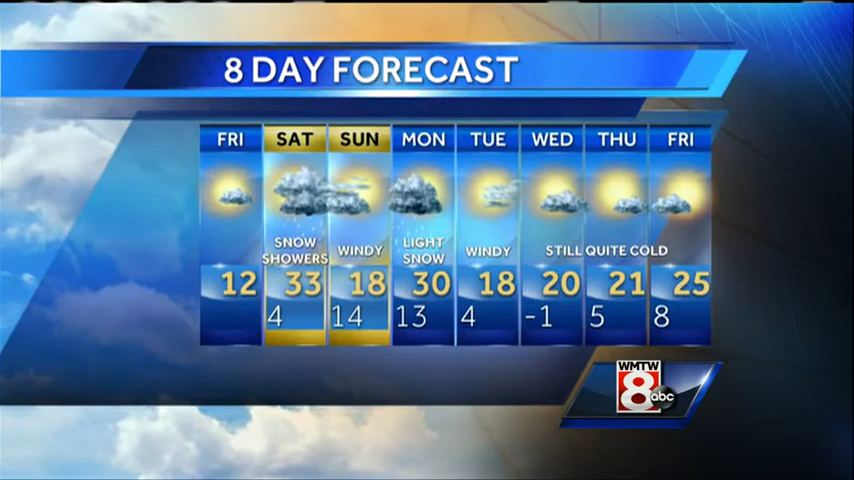 8 DAY FORECAST
FRI SAT SUN MON TUE WED THU FRI
SNOW SHOWERS WINDY LIGHT SNOW WINDY STILL QUITE COLD
12 33 18 30 18 20 21 25
4 14 13 4 -1 5 8
WMTW
8 abc